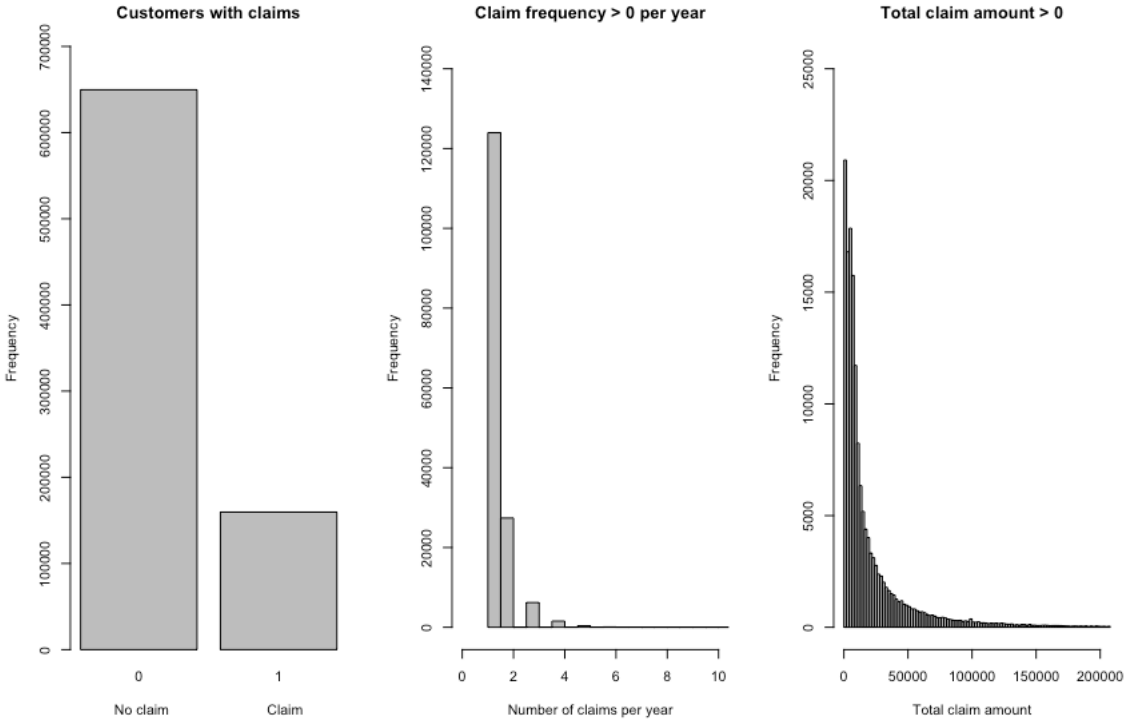 Customers with claims
Frequency
700000
600000
500000
400000
300000
200000
100000
0
0 1
No claim Claim
Claim frequency > 0 per year
Frequency
140000
120000
100000
80000
60000
40000
20000
0
0 2 4 6 8 10
Number of claims per year
Total claim amount > 0
Frequency
25000
20000
15000
10000
5000
0
0 50000 100000 150000 200000
Total claim amount